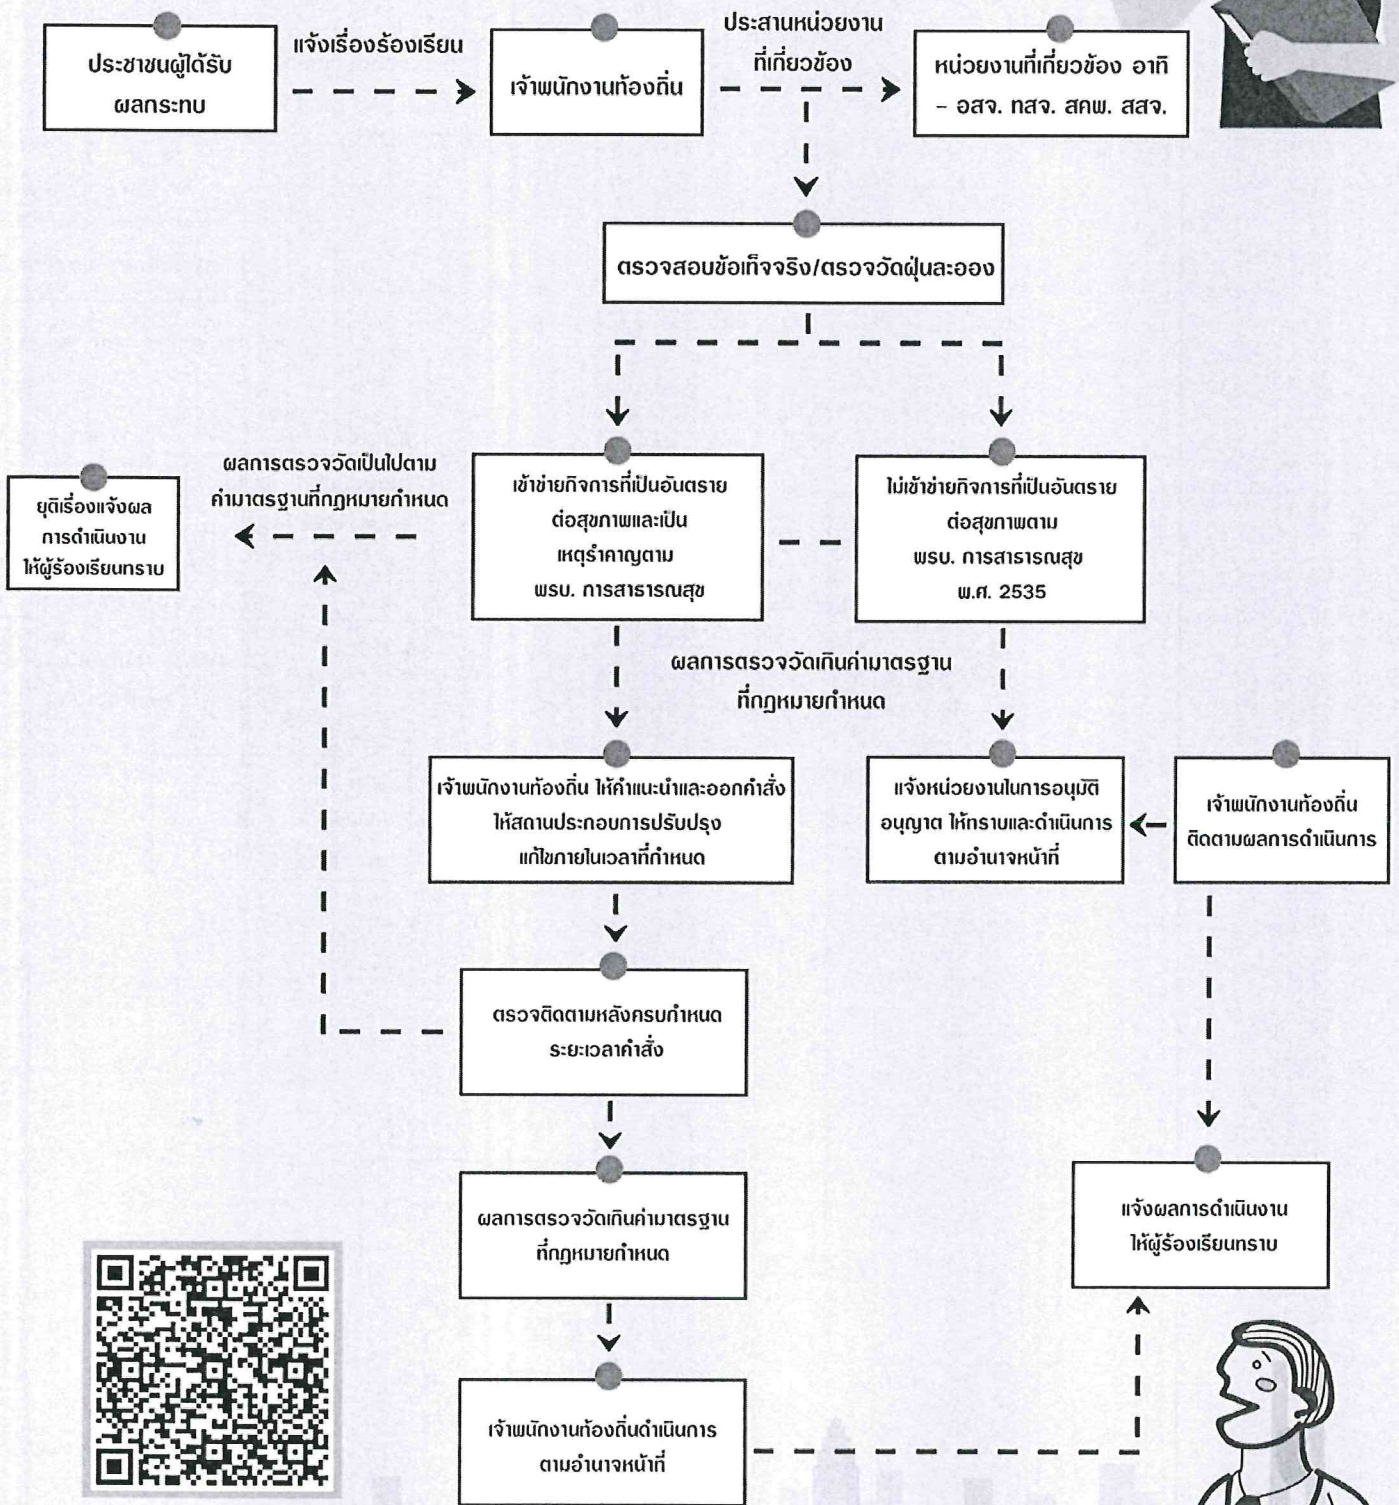 ประชาชนผู้ได้รับ
ผลกระทบ
แจ้งเรื่องร้องเรียน
เจ้าพนักงานท้องถิ่น
ประสานหน่วยงาน
ที่เกี่ยวข้อง
หน่วยงานที่เกี่ยวข้อง อาทิ
- อสจ. ทสจ. สคพ. สสจ.
ตรวจสอบข้อเท็จจริง/ตรวจวัดฝุ่นละออง
ยุติเรื่องแจ้งผล
การดำเนินงาน
ให้ผู้ร้องเรียนทราบ
ผลการตรวจวัดเป็นไปตาม
ค่ามาตรฐานที่กฎหมายกำหนด
เข้าข่ายกิจการที่เป็นอันตราย
ต่อสุขภาพและเป็น
เหตุรำคาญตาม
พรบ. การสาธารณสุข
ไม่เข้าข่ายกิจการที่เป็นอันตราย
ต่อสุขภาพตาม
พรบ. การสาธารณสุข
พ.ศ. 2535
ผลการตรวจวัดเกินค่ามาตรฐาน
ที่กฎหมายกำหนด
เจ้าพนักงานท้องถิ่น ให้คำแนะนำและออกคำสั่ง
ให้สถานประกอบการปรับปรุง
แก้ไขภายในเวลาที่กำหนด
แจ้งหน่วยงานในการอนุมัติ
อนุญาต ให้ทราบและดำเนินการ
ตามอำนาจหน้าที่
เจ้าพนักงานท้องถิ่น
ติดตามผลการดำเนินการ
ตรวจติดตามหลังครบกำหนด
ระยะเวลาคำสั่ง
ผลการตรวจวัดเกินค่ามาตรฐาน
ที่กฎหมายกำหนด
แจ้งผลการดำเนินงาน
ให้ผู้ร้องเรียนทราบ
เจ้าพนักงานท้องถิ่นดำเนินการ
ตามอำนาจหน้าที่